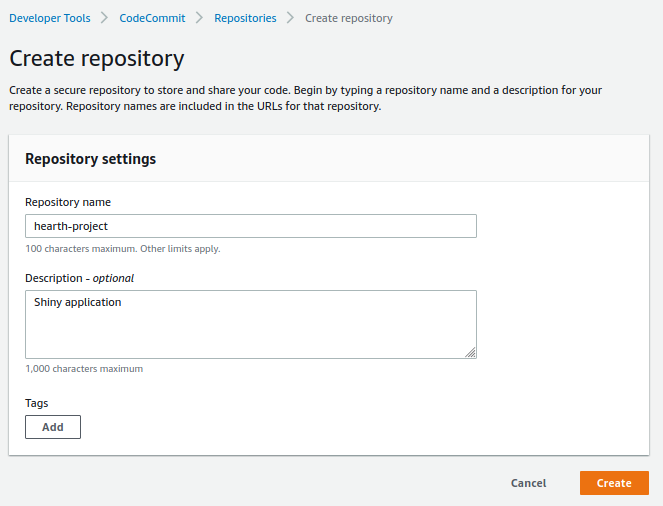 Developer Tools > CodeCommit > Repositories > Create repository
Create repository
Create a secure repository to store and share your code. Begin by typing a repository name and a description for your
repository. Repository names are included in the URLs for that repository.
Repository settings
Repository name
hearth-project
100 characters maximum. Other limits apply.
Description - optional
Shiny application
1,000 characters maximum
Tags
Add
Cancel Create